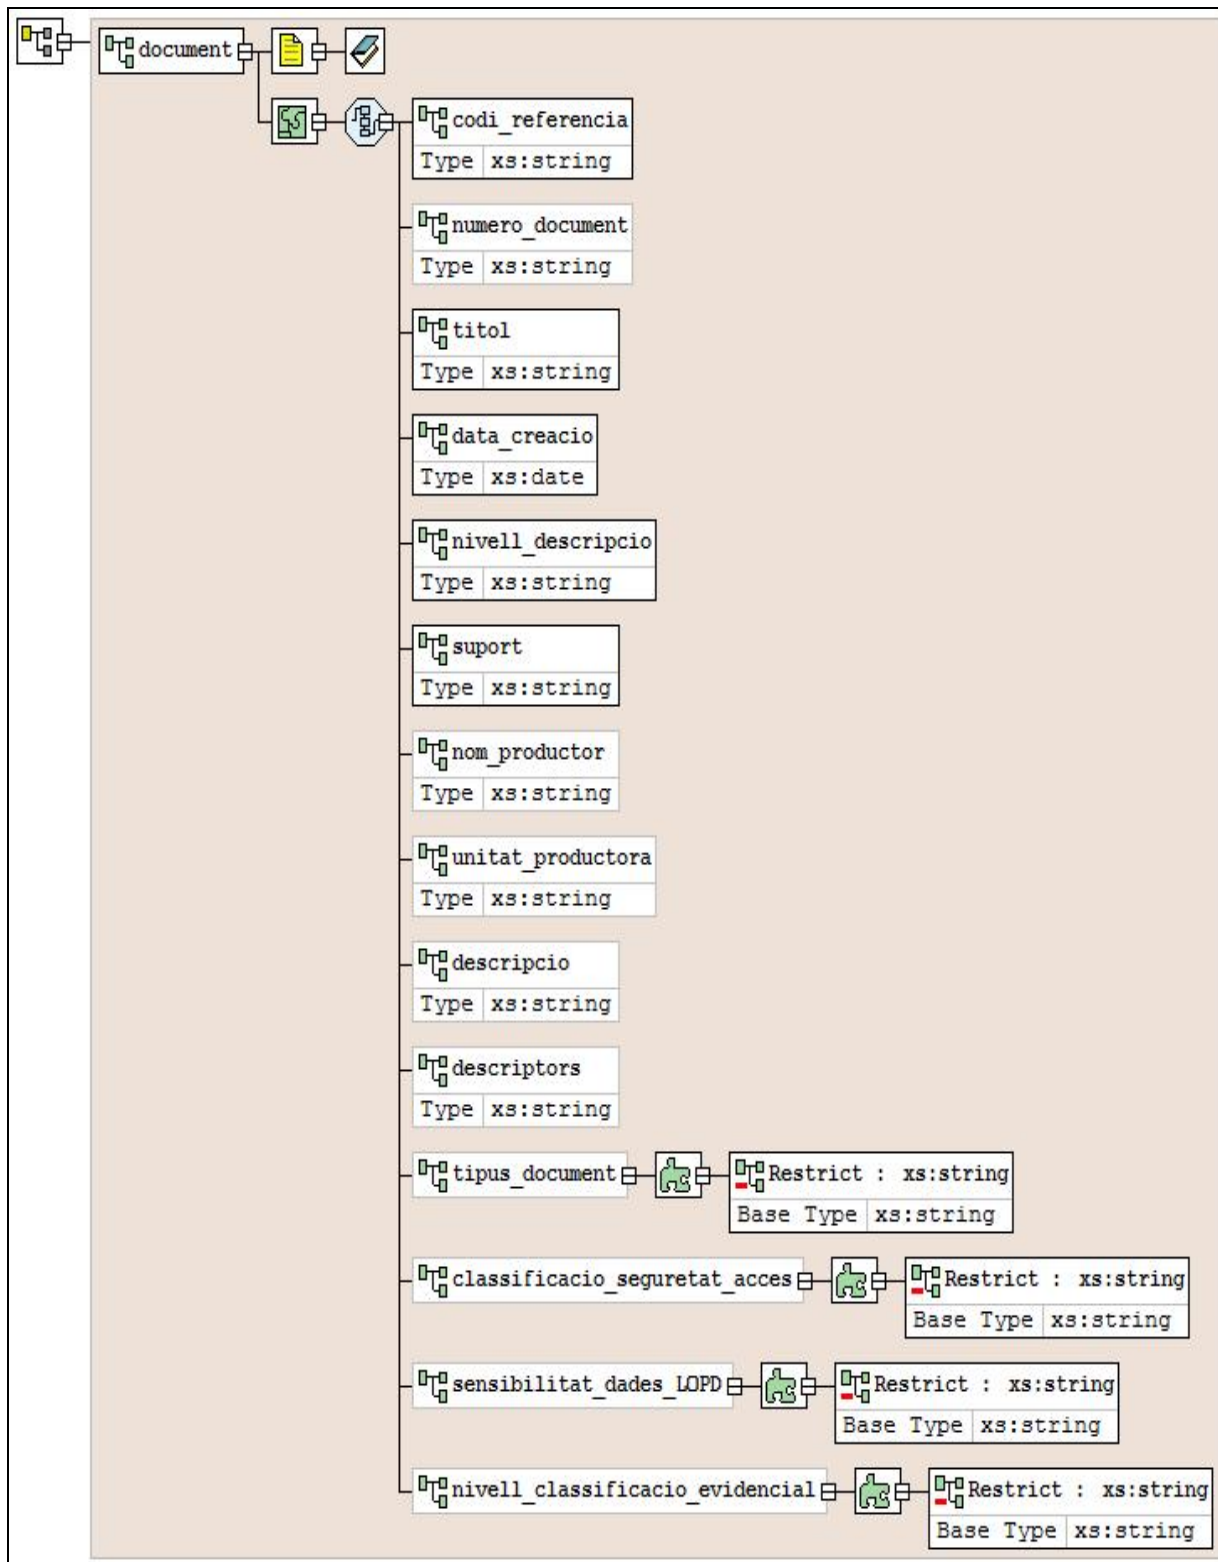 document
codi_referencia
Type xs:string
numero_document
Type xs:string
titol
Type xs:string
data_creacio
Type xs:date
nivell_descripcio
Type xs:string
suport
Type xs:string
nom_productor
Type xs:string
unitat_productora
Type xs:string
descripcio
Type xs:string
descriptors
Type xs:string
tipus_document Restrict : xs:string
Base Type xs:string
classificacio_seguretat_acces Restrict : xs:string
Base Type xs:string
sensibilitat_dades_LOPD Restrict : xs:string
Base Type xs:string
nivell_classificacio_evidencial Restrict : xs:string
Base Type xs:string